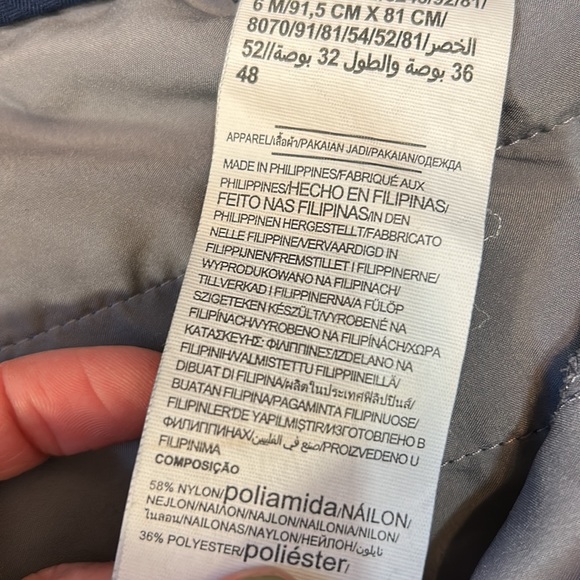 6 M/91,5 CM X 81 CM/
8070/91/81/54/52/81/الخصر
36 بوصة والطول 32 بوصة//52
48
APPAREL/เสื้อผ้า/PAKAIAN JADI/PAKAIAN/ОДЕЖДА
MADE IN PHILIPPINES/FABRIQUÉ AUX
PHILIPPINES/HECHO EN FILIPINAS/
FEITO NAS FILIPINAS/IN DEN
PHILIPPINEN HERGESTELLT/FABBRICATO
NELLE FILIPPINE/VERVAARDIGD IN
FILIPPIJNEN/FREMSTILLET I FILIPPINERNE/
WYPRODUKOWANO NA FILIPINACH/
TILLVERKAD I FILIPPINERNA/A FÜLÖP
SZIGETEKEN KÉSZÜLT/VYROBENÉ NA
FILIPÍNACH/VYROBENO NA FILIPÍNÁCH/ΧΩΡΑ
ΚΑΤΑΣΚΕΥΗΣ: ΦΙΛΙΠΠΙΝΕΣ/IZDELANO NA
FILIPINIH/VALMISTETTU FILIPPIINEILLÄ/
DIBUAT DI FILIPINA/ผลิตในประเทศฟิลิปปินส์/
BUATAN FILIPINA/PAGAMINTA FILIPINUOSE/
FILIPINLER'DE YAPILMIŞTIR/ИЗГОТОВЛЕНО В
ФИЛИППИНАХ/صنع في الفلبين/PROIZVEDENO U
FILIPINIMA
COMPOSIÇÃO
58% NYLON/poliamida/NÁILON/
NEJLON/ΝΑΙΛΟΝ/NAJLON/NAILONIA/NILON/
ไนลอน/NAILONAS/NAYLON/НЕЙЛОН/نايلون
36% POLYESTER/poliéster/